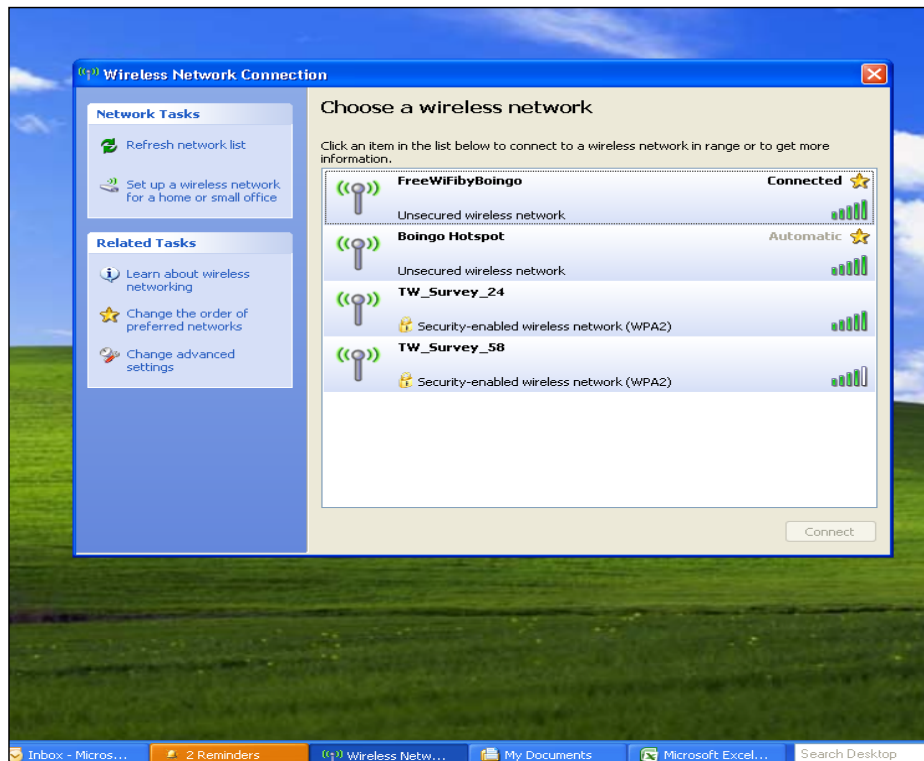 Wireless Network Connection
Network Tasks
Refresh network list
Set up a wireless network
for a home or small office
Related Tasks
Learn about wireless
networking
Change the order of
preferred networks
Change advanced
settings
Choose a wireless network
Click an item in the list below to connect to a wireless network in range or to get more
information.
FreeWiFibyBoingo Connected
Unsecured wireless network
Boingo Hotspot Automatic
Unsecured wireless network
TW_Survey_24
Security-enabled wireless network (WPA2)
TW_Survey_58
Security-enabled wireless network (WPA2)
Connect
Inbox - Micros... 2 Reminders Wireless Netw... My Documents Microsoft Excel... Search Desktop